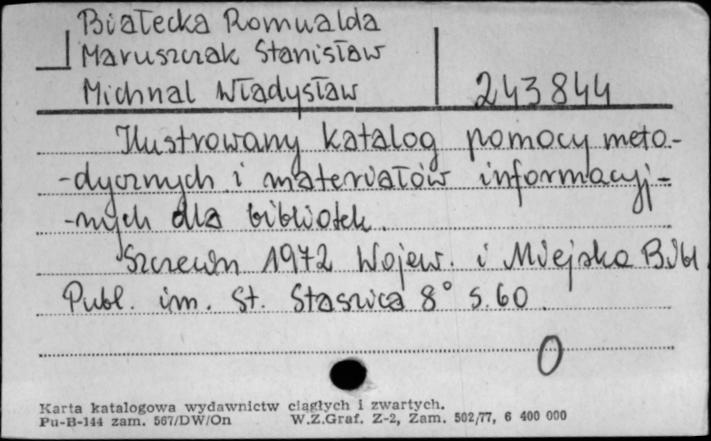 Białecka Romualda
Maruszczak Stanisław
Michnal Władysław 243844
Ilustrowany katalog pomocy meto-
-dycznych i materiałów informacyj-
-nych dla bibliotek.
Szczecin 1972 Wojew. i Miejska Bibl.
Publ. im. St. Staszica 8° s. 60.
0
Karta katalogowa wydawnictw ciągłych i zwartych.
Pu-B-144 zam. 567/DW/On W.Z.Graf. Z-2, Zam. 502/77, 6 400 000